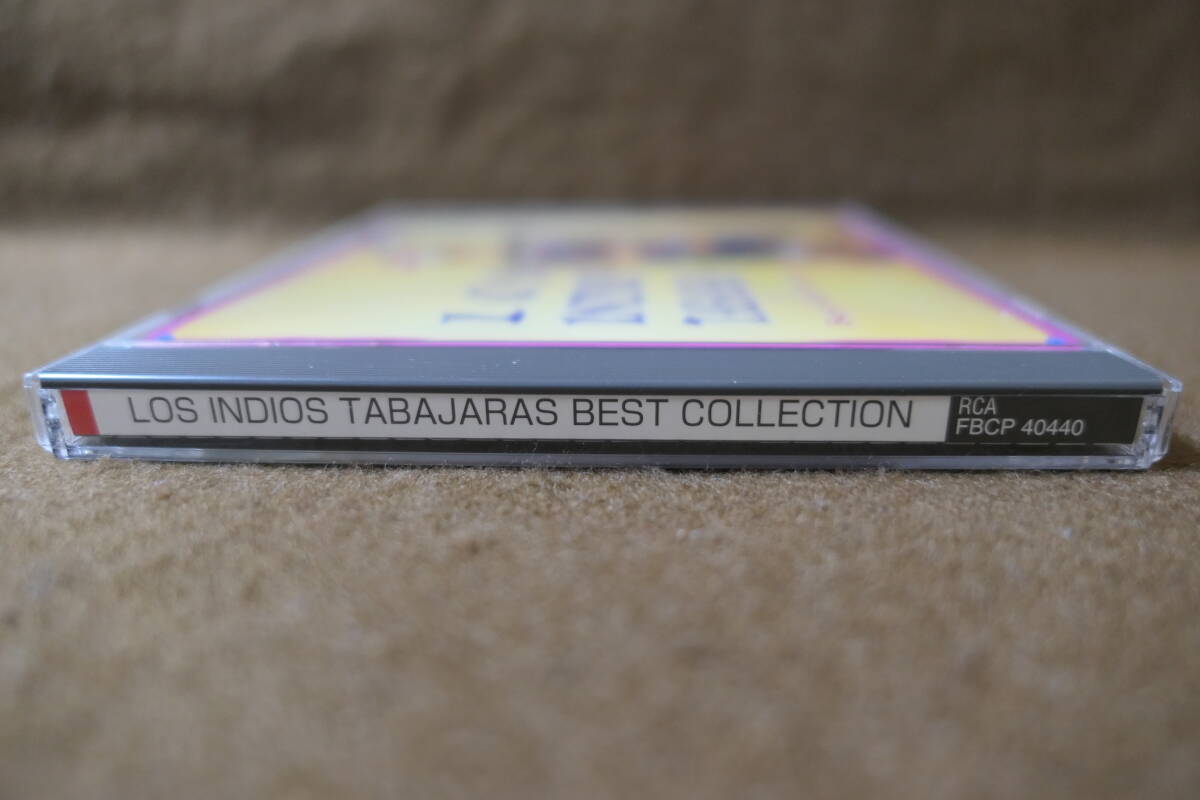 LOS INDIOS TABAJARAS BEST COLLECTION
RCA
FBCP 40440